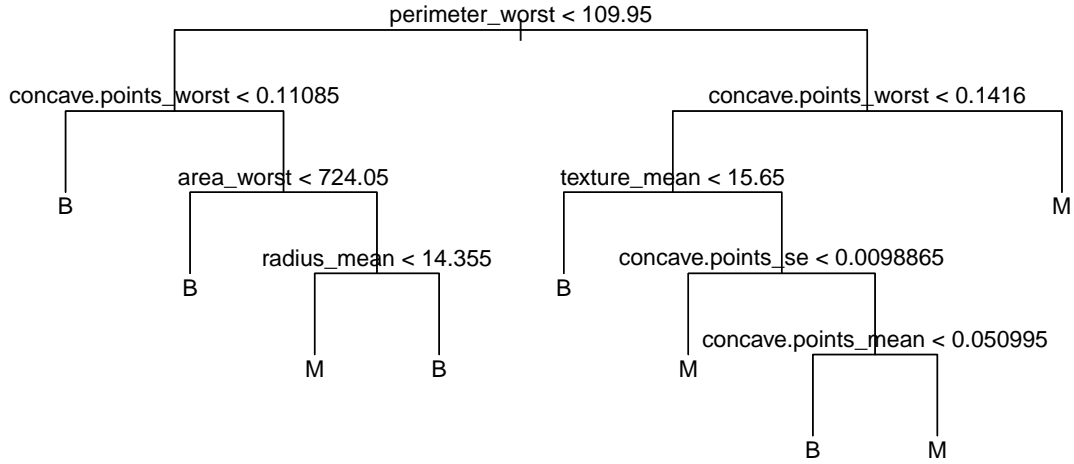 perimeter_worst < 109.95
concave.points_worst < 0.11085
concave.points_worst < 0.1416
area_worst < 724.05
texture_mean < 15.65
B
M
radius_mean < 14.355
concave.points_se < 0.0098865
B
B
concave.points_mean < 0.050995
M
B
M
B
M